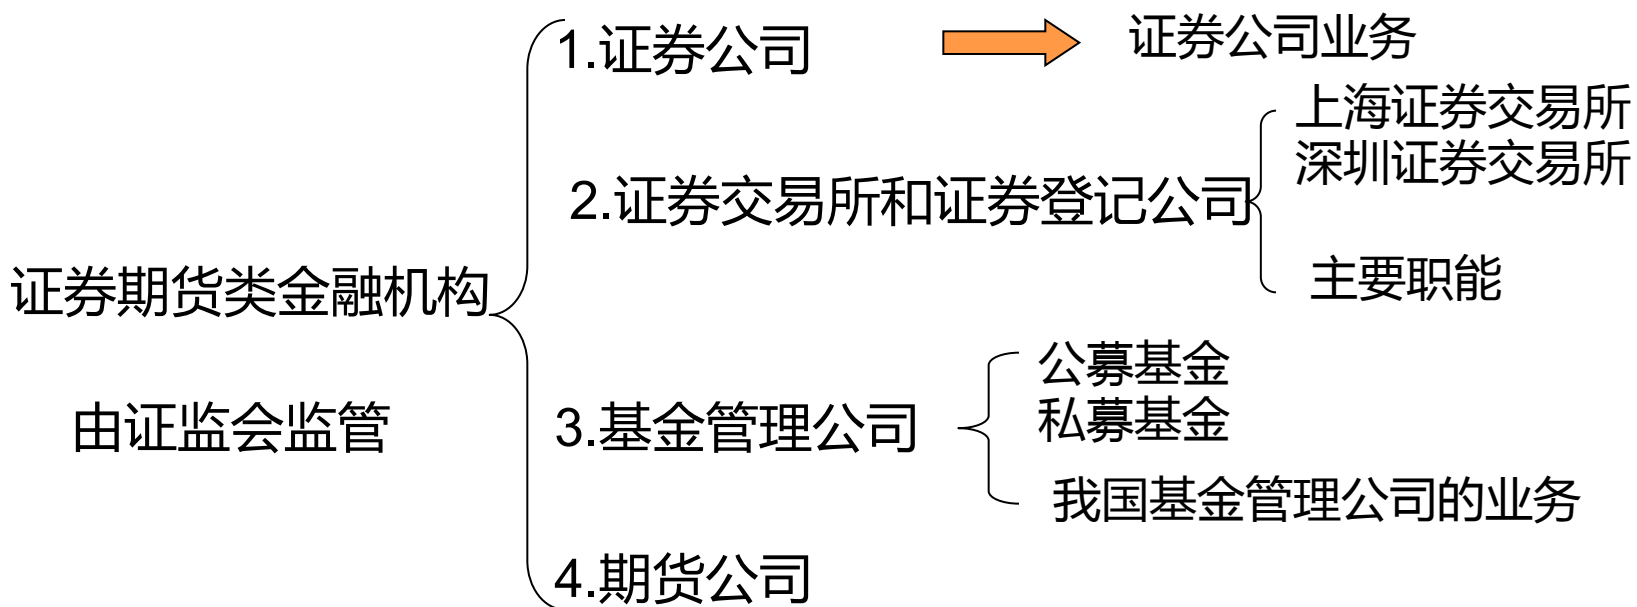 1.证券公司
证券公司业务
上海证券交易所
深圳证券交易所
2.证券交易所和证券登记公司
主要职能
证券期货类金融机构
由证监会监管
公募基金
私募基金
3.基金管理公司
我国基金管理公司的业务
4.期货公司